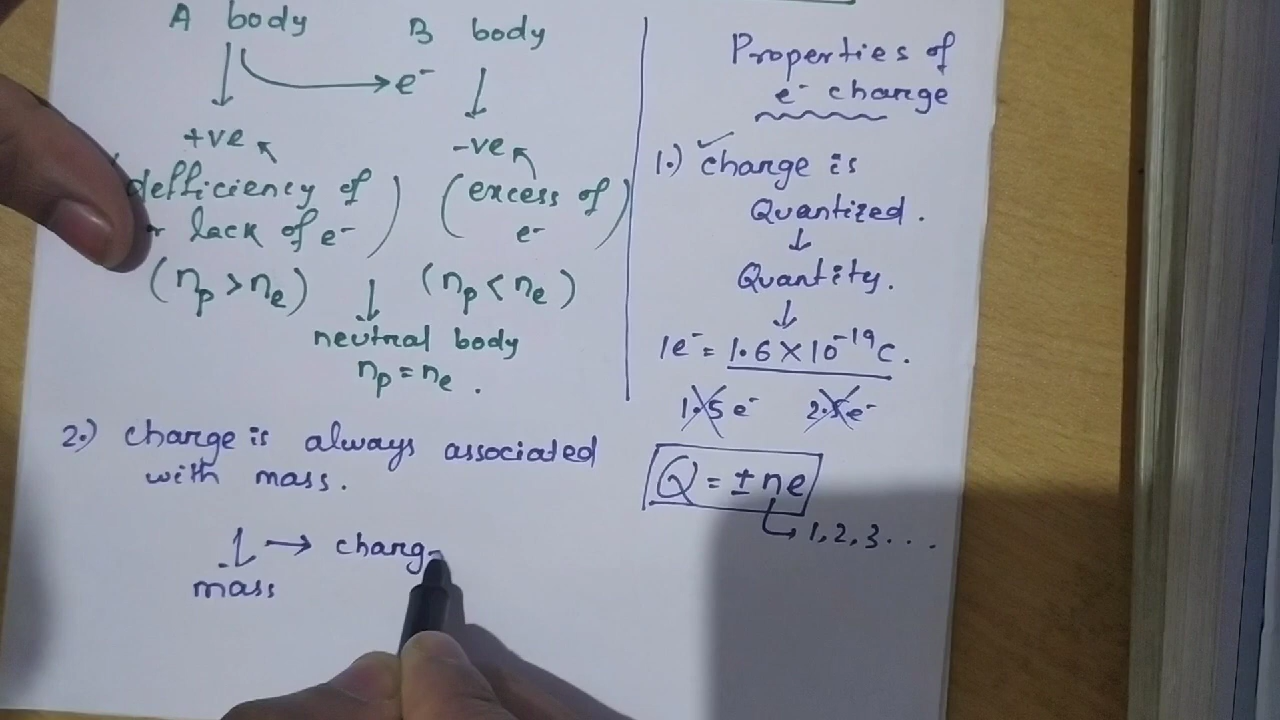 A body
B body
e⁻
+ve
-ve
defficiency of
lack of e⁻)
(excess of
e⁻)
(np > ne)
(np < ne)
neutral body
np = ne .
2.) charge is always associated
with mass.
1 → charg
mass
Properties of
e⁻ charge
1.) charge is
Quantized.
↓
Quantity.
↓
1e⁻ = 1.6 × 10⁻¹⁹ c.
1.5 e⁻ 2.5 e⁻
Q = ± ne
1, 2, 3 . . .